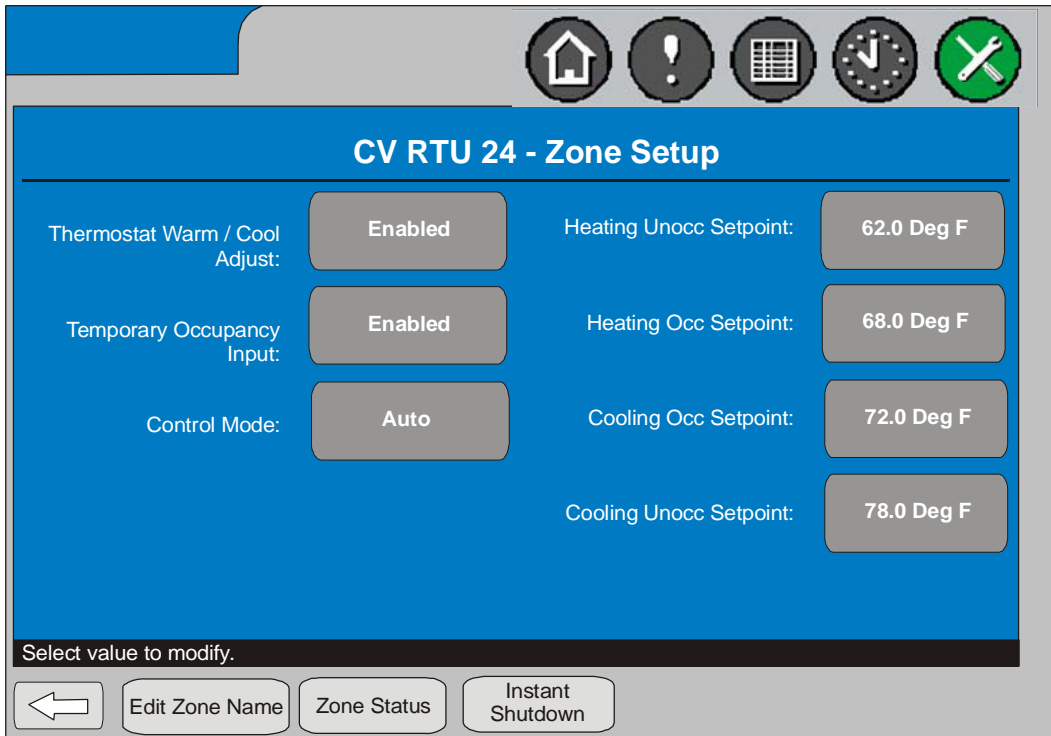 CV RTU 24 - Zone Setup
Thermostat Warm / Cool
Adjust:
Enabled
Temporary Occupancy
Input:
Enabled
Control Mode:
Auto
Heating Unocc Setpoint:
62.0 Deg F
Heating Occ Setpoint:
68.0 Deg F
Cooling Occ Setpoint:
72.0 Deg F
Cooling Unocc Setpoint:
78.0 Deg F
Select value to modify.
Edit Zone Name
Zone Status
Instant
Shutdown